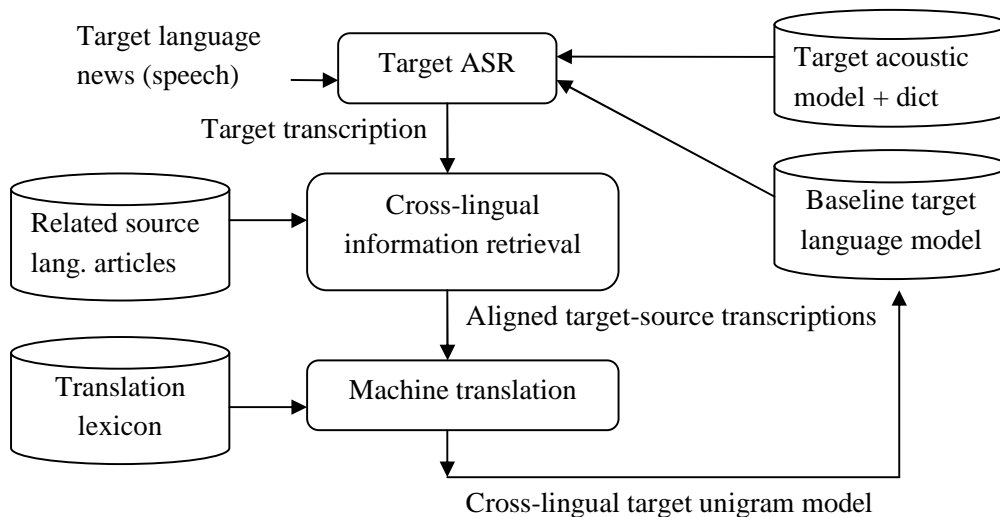 Target language
news (speech)
Target ASR
Target acoustic
model + dict
Target transcription
Related source
lang. articles
Cross-lingual
information retrieval
Baseline target
language model
Aligned target-source transcriptions
Translation
lexicon
Machine translation
Cross-lingual target unigram model